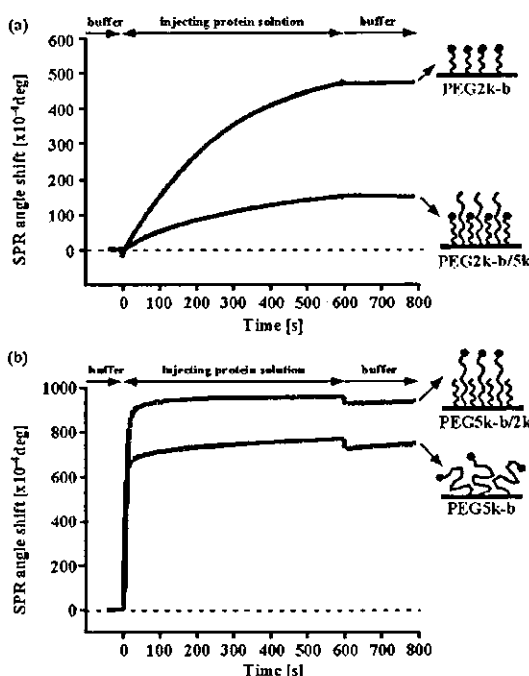 (a)
buffer
injecting protein solution
buffer
600
500
400
300
200
100
0
SPR angle shift [x10⁻⁴deg]
0 100 200 300 400 500 600 700 800
Time [s]
PEG2k-b
PEG2k-b/5k
(b)
buffer
Injecting protein solution
buffer
1000
800
600
400
200
0
SPR angle shift [x10⁻⁴deg]
0 100 200 300 400 500 600 700 800
Time [s]
PEG5k-b/2k
PEG5k-b